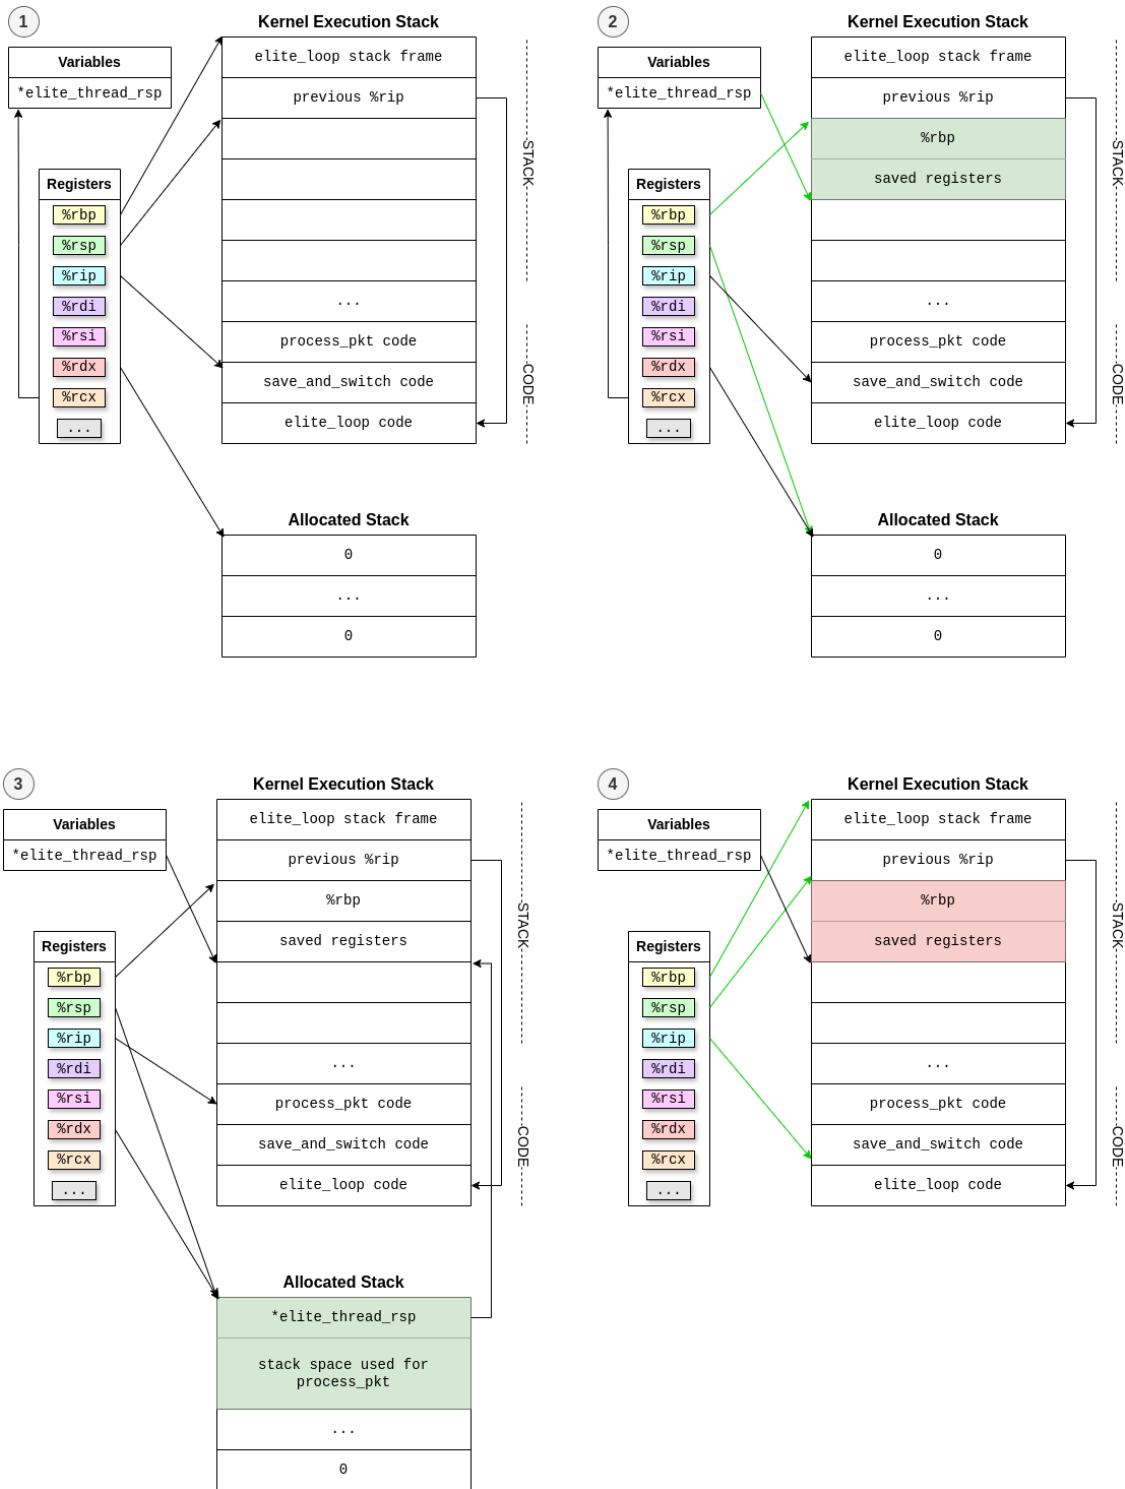 1
Kernel Execution Stack
Variables
*elite_thread_rsp
elite_loop stack frame
previous %rip
Registers
%rbp
%rsp
%rip
%rdi
%rsi
%rdx
%rcx
...
...
process_pkt code
save_and_switch code
elite_loop code
STACK
CODE
Allocated Stack
0
...
0
2
Kernel Execution Stack
Variables
*elite_thread_rsp
elite_loop stack frame
previous %rip
%rbp
saved registers
Registers
%rbp
%rsp
%rip
%rdi
%rsi
%rdx
%rcx
...
...
process_pkt code
save_and_switch code
elite_loop code
STACK
CODE
Allocated Stack
0
...
0
3
Kernel Execution Stack
Variables
*elite_thread_rsp
elite_loop stack frame
previous %rip
%rbp
saved registers
Registers
%rbp
%rsp
%rip
%rdi
%rsi
%rdx
%rcx
...
...
process_pkt code
save_and_switch code
elite_loop code
STACK
CODE
Allocated Stack
*elite_thread_rsp
stack space used for
process_pkt
...
0
4
Kernel Execution Stack
Variables
*elite_thread_rsp
elite_loop stack frame
previous %rip
%rbp
saved registers
Registers
%rbp
%rsp
%rip
%rdi
%rsi
%rdx
%rcx
...
...
process_pkt code
save_and_switch code
elite_loop code
STACK
CODE